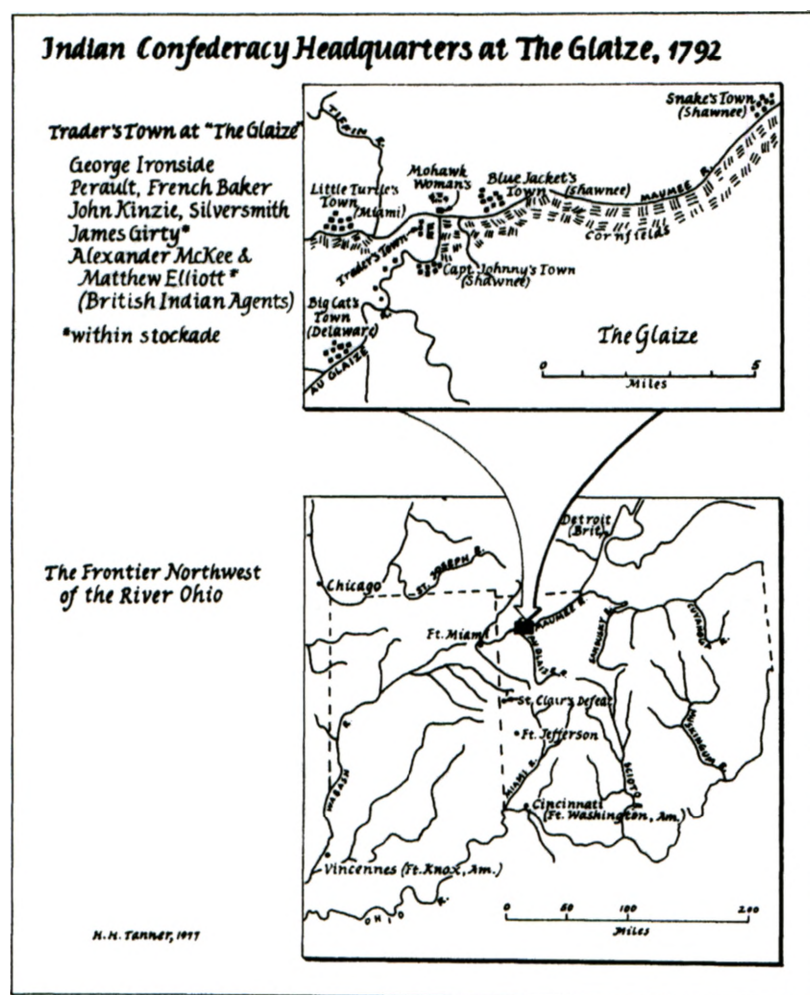 Indian Confederacy Headquarters at The Glaize, 1792
Trader's Town at "The Glaize"
George Ironside
Perault, French Baker
John Kinzie, Silversmith
James Girty*
Alexander McKee &
Matthew Elliott*
(British Indian Agents)
*within stockade
Snake's Town
(Shawnee)
TIFFIN R.
Mohawk
Woman's
Blue Jacket's
Town (Shawnee)
MAUMEE R.
Little Turtle's
Town
(Miami)
Cornfields
Trader's Town
Capt. Johnny's Town
(Shawnee)
Big Cat's
Town
(Delaware)
AU GLAIZE R.
The Glaize
0 5
Miles
The Frontier Northwest
of the River Ohio
Detroit
(Brit.)
Chicago
ST. JOSEPH R.
Ft. Miami
MAUMEE R.
AUGLAIZE R.
SANDUSKY R.
CUYAHOGA R.
St. Clair's Defeat
Ft. Jefferson
MUSKINGUM R.
WABASH R.
MIAMI R.
SCIOTO R.
Cincinnati
(Ft. Washington, Am.)
Vincennes (Ft. Knox, Am.)
OHIO R.
0 50 100 200
Miles
H.H. Tanner, 1977